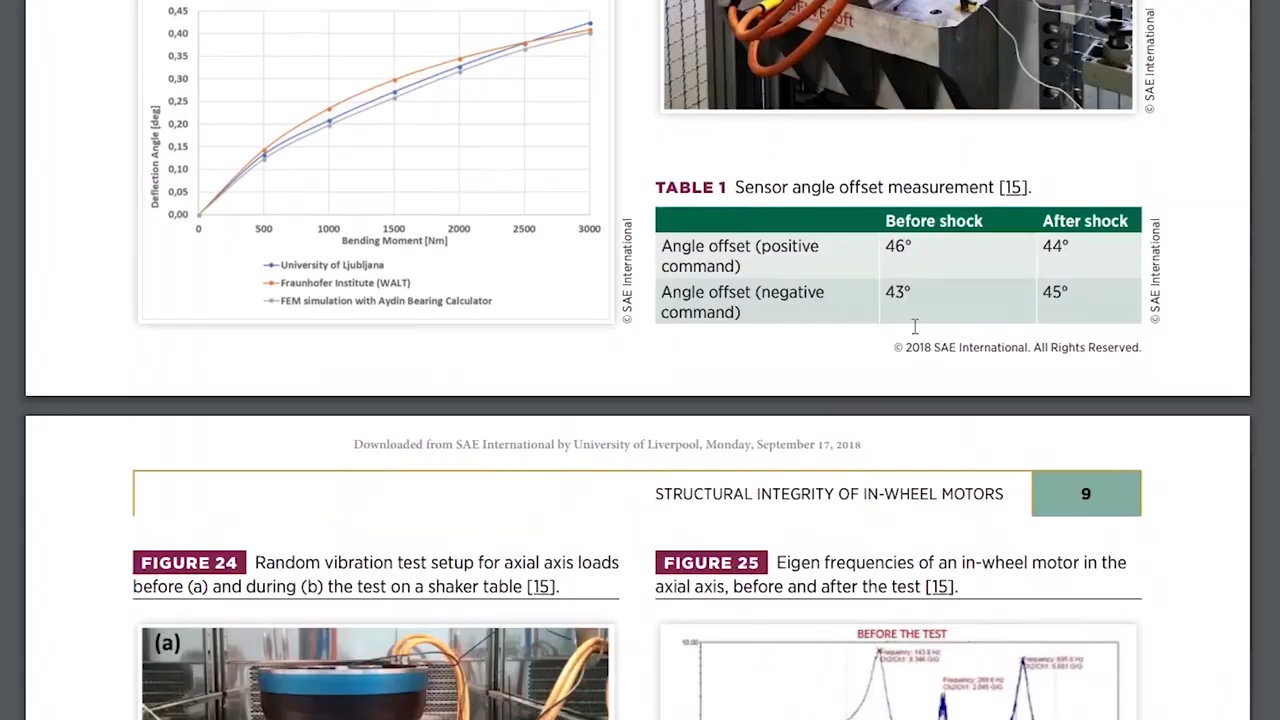 0,45
0,40
0,35
0,30
0,25
0,20
0,15
0,10
0,05
0,00
Deflection Angle [deg]
0 500 1000 1500 2000 2500 3000
Bending Moment [Nm]
University of Ljubljana
Fraunhofer Institute (WALT)
FEM simulation with Aydin Bearing Calculator
© SAE International
© SAE International
TABLE 1 Sensor angle offset measurement [15].
Before shock After shock
Angle offset (positive 46° 44°
command)
Angle offset (negative 43° 45°
command)
© SAE International
© 2018 SAE International. All Rights Reserved.
Downloaded from SAE International by University of Liverpool, Monday, September 17, 2018
STRUCTURAL INTEGRITY OF IN-WHEEL MOTORS 9
FIGURE 24 Random vibration test setup for axial axis loads
before (a) and during (b) the test on a shaker table [15].
FIGURE 25 Eigen frequencies of an in-wheel motor in the
axial axis, before and after the test [15].
(a)
BEFORE THE TEST
10.00